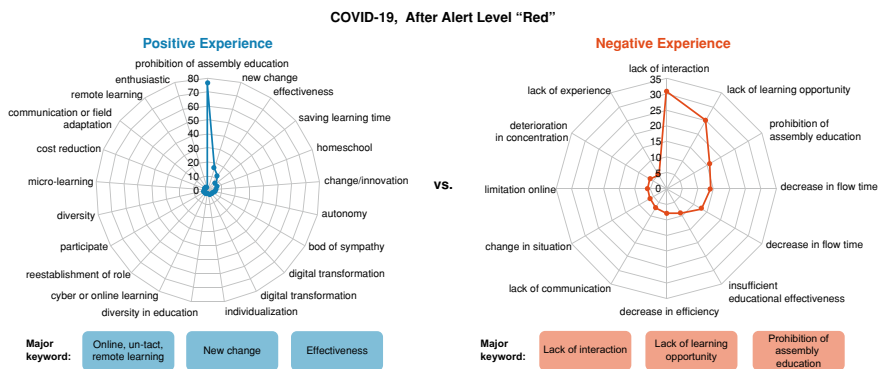 COVID-19, After Alert Level “Red”
Positive Experience
prohibition of assembly education
new change
effectiveness
saving learning time
homeschool
change/innovation
autonomy
bod of sympathy
digital transformation
digital transformation
individualization
diversity in education
cyber or online learning
reestablishment of role
participate
diversity
micro-learning
cost reduction
communication or field
adaptation
remote learning
enthusiastic
80
70
60
50
40
30
20
10
0
Major
keyword:
Online, un-tact,
remote learning
New change
Effectiveness
vs.
Negative Experience
lack of interaction
lack of learning opportunity
prohibition of
assembly education
decrease in flow time
decrease in flow time
insufficient
educational effectiveness
decrease in efficiency
lack of communication
change in situation
limitation online
deterioration
in concentration
lack of experience
35
30
25
20
15
10
5
0
Major
keyword:
Lack of interaction
Lack of learning
opportunity
Prohibition of
assembly
education